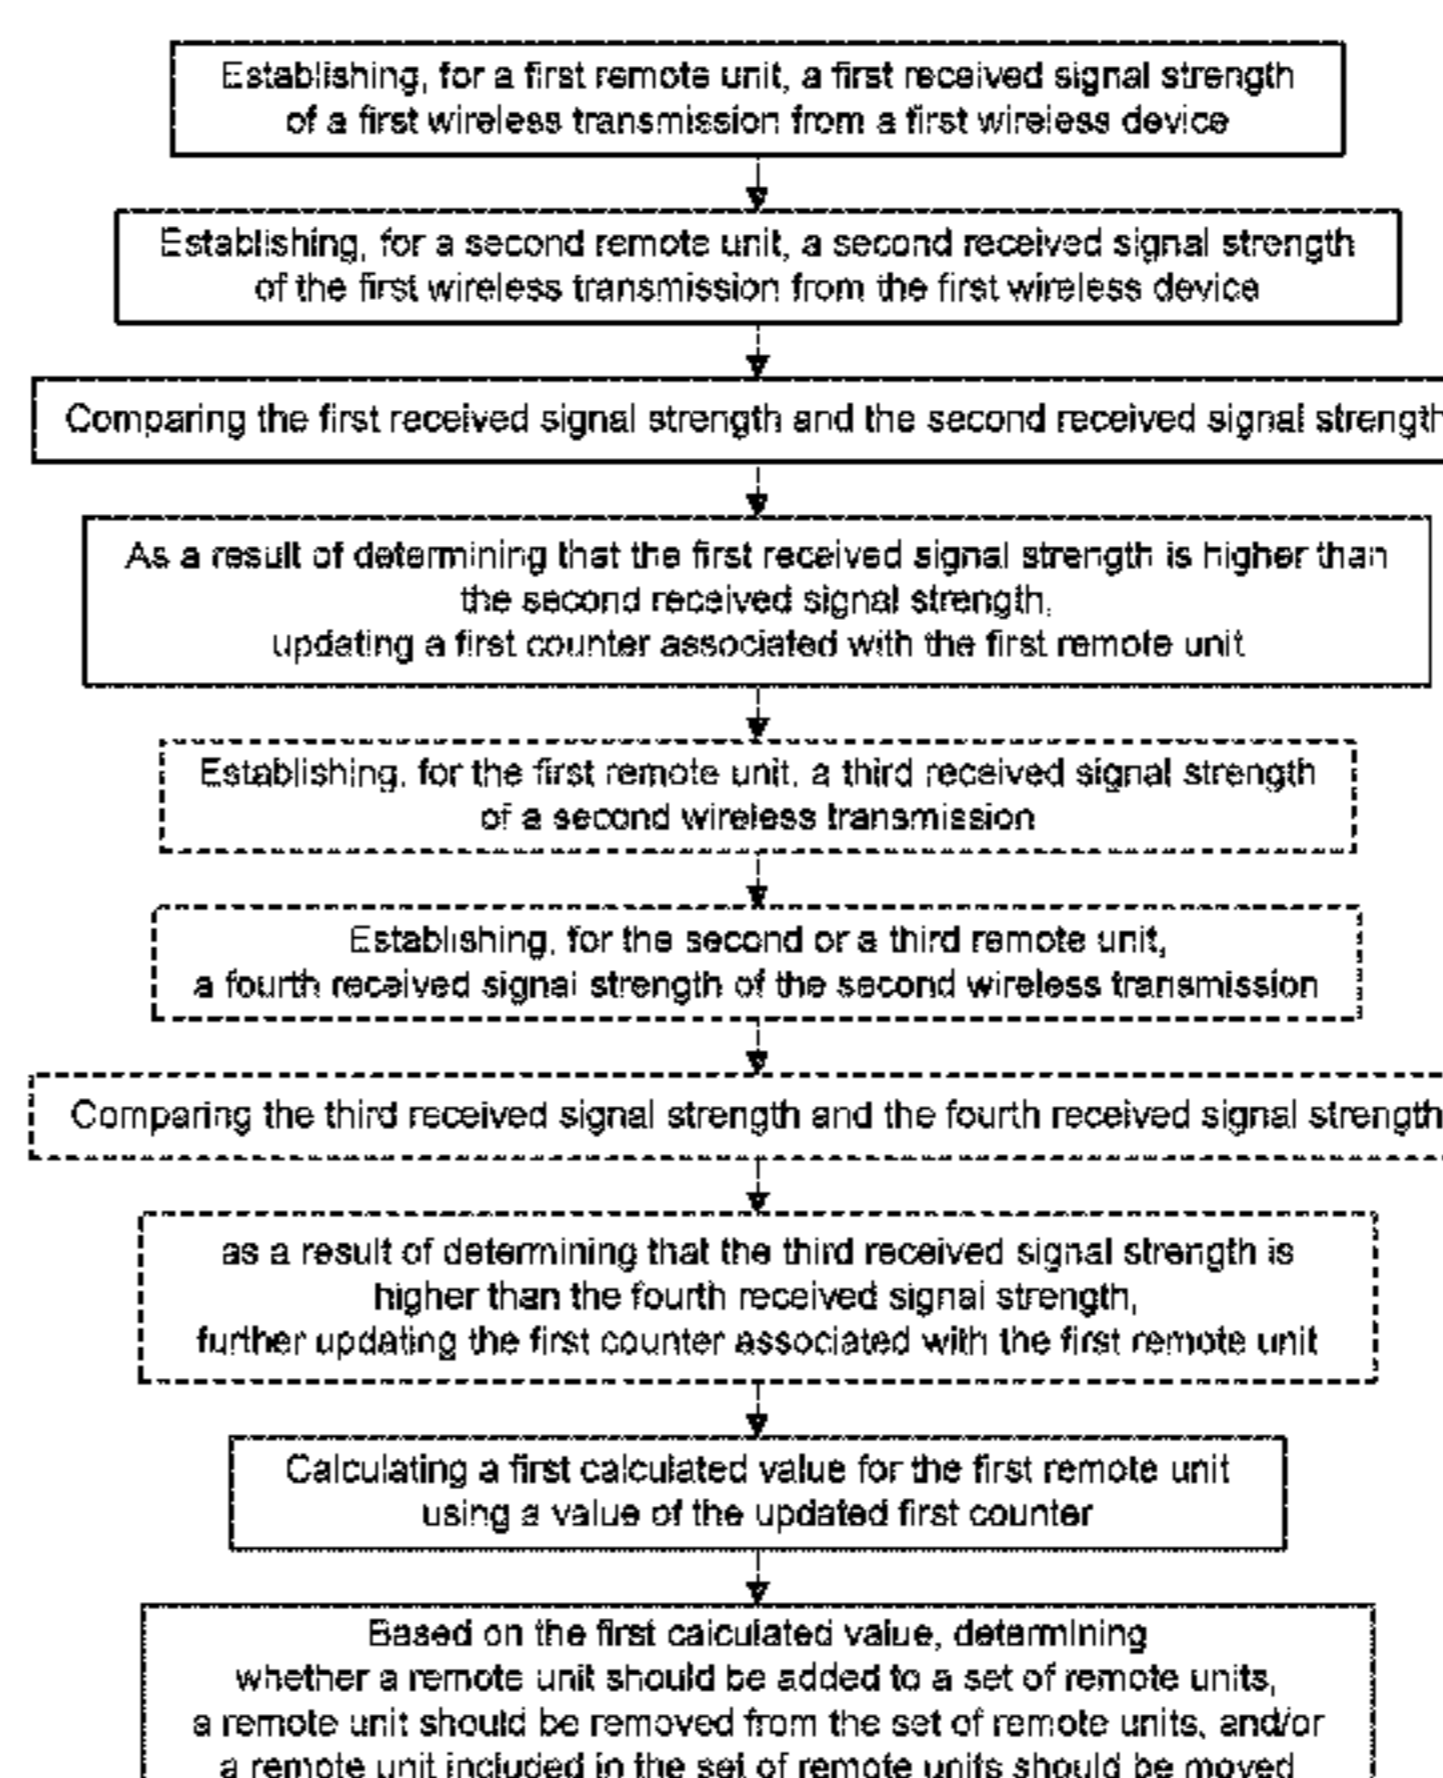 Establishing, for a first remote unit, a first received signal strength
of a first wireless transmission from a first wireless device
Establishing, for a second remote unit, a second received signal strength
of the first wireless transmission from the first wireless device
Comparing the first received signal strength and the second received signal strength
As a result of determining that the first received signal strength is higher than
the second received signal strength,
updating a first counter associated with the first remote unit
Establishing, for the first remote unit, a third received signal strength
of a second wireless transmission
Establishing, for the second or a third remote unit,
a fourth received signal strength of the second wireless transmission
Comparing the third received signal strength and the fourth received signal strength
as a result of determining that the third received signal strength is
higher than the fourth received signal strength,
further updating the first counter associated with the first remote unit
Calculating a first calculated value for the first remote unit
using a value of the updated first counter
Based on the first calculated value, determining
whether a remote unit should be added to a set of remote units,
a remote unit should be removed from the set of remote units, and/or
a remote unit included in the set of remote units should be moved